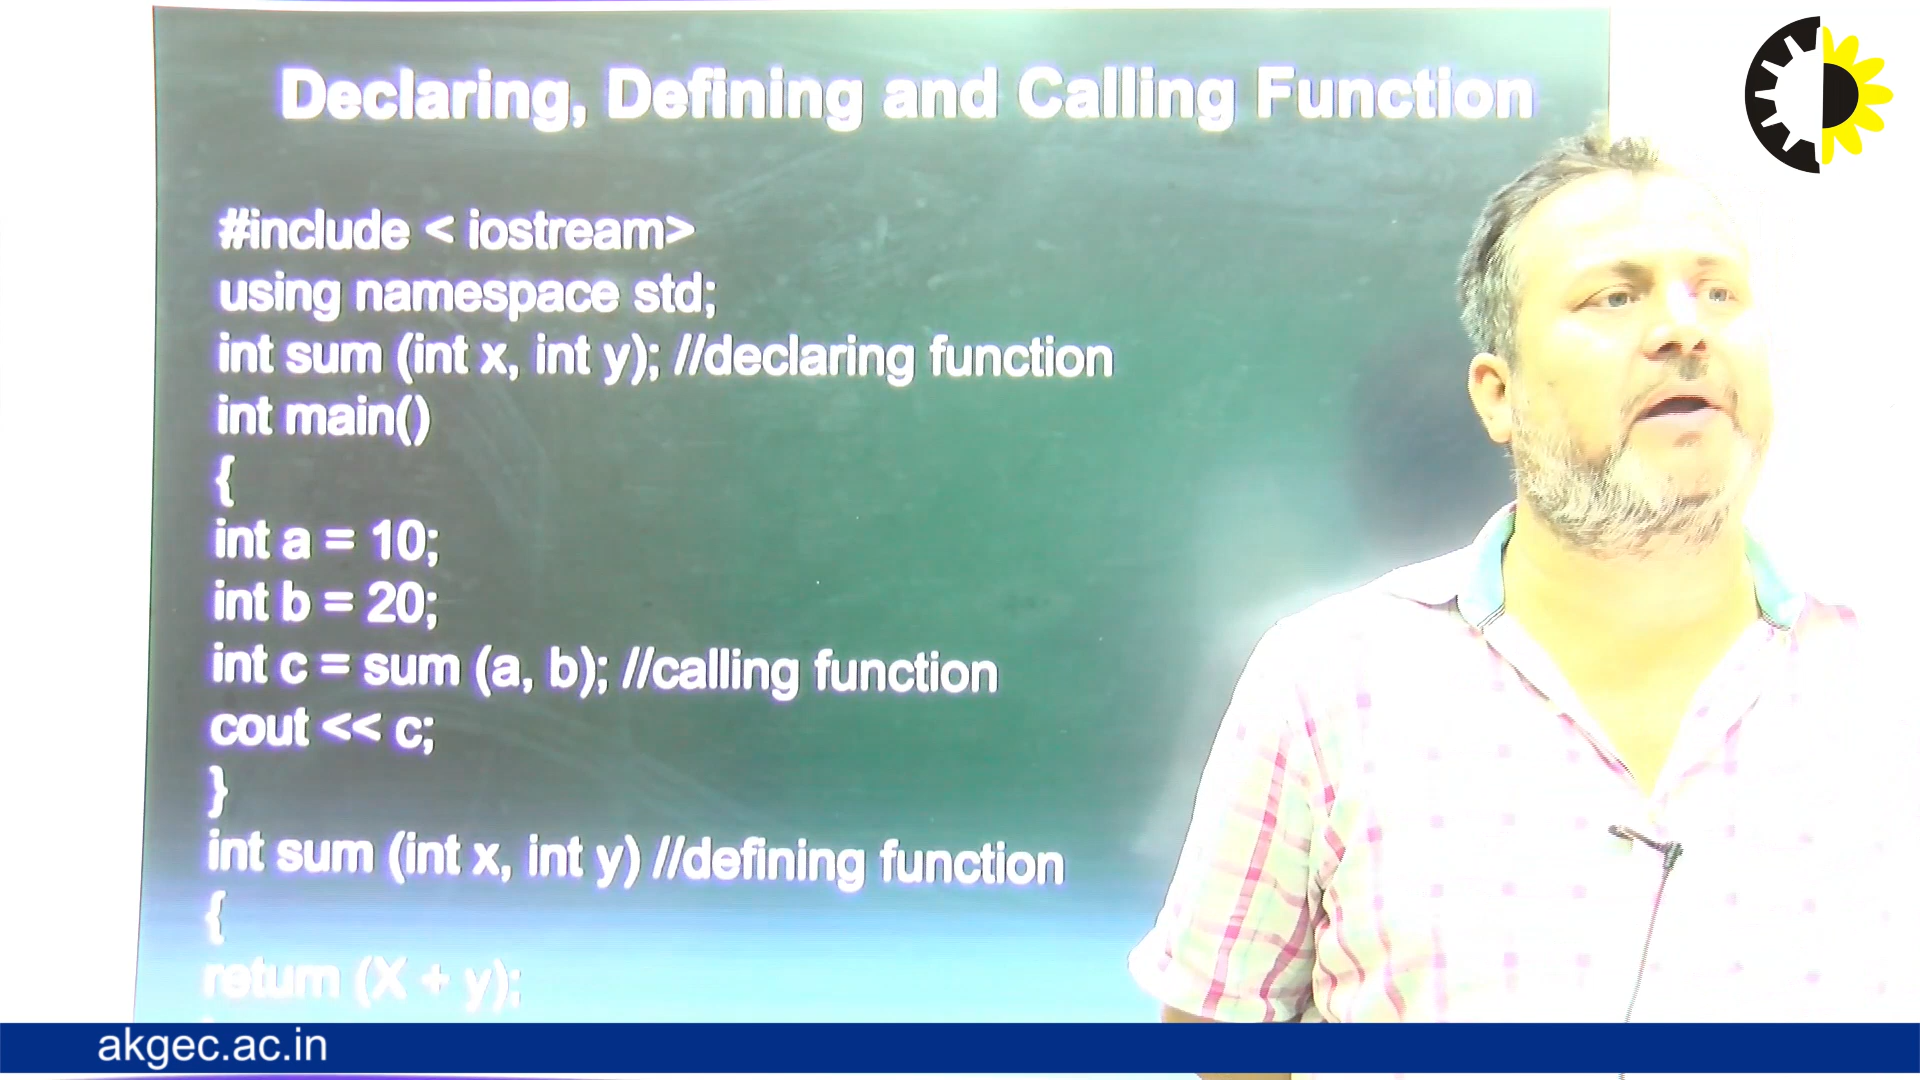 Declaring, Defining and Calling Function
#include < iostream>
using namespace std;
int sum (int x, int y); //declaring function
int main()
{
int a = 10;
int b = 20;
int c = sum (a, b); //calling function
cout << c;
}
int sum (int x, int y) //defining function
{
return (X + y);
akgec.ac.in